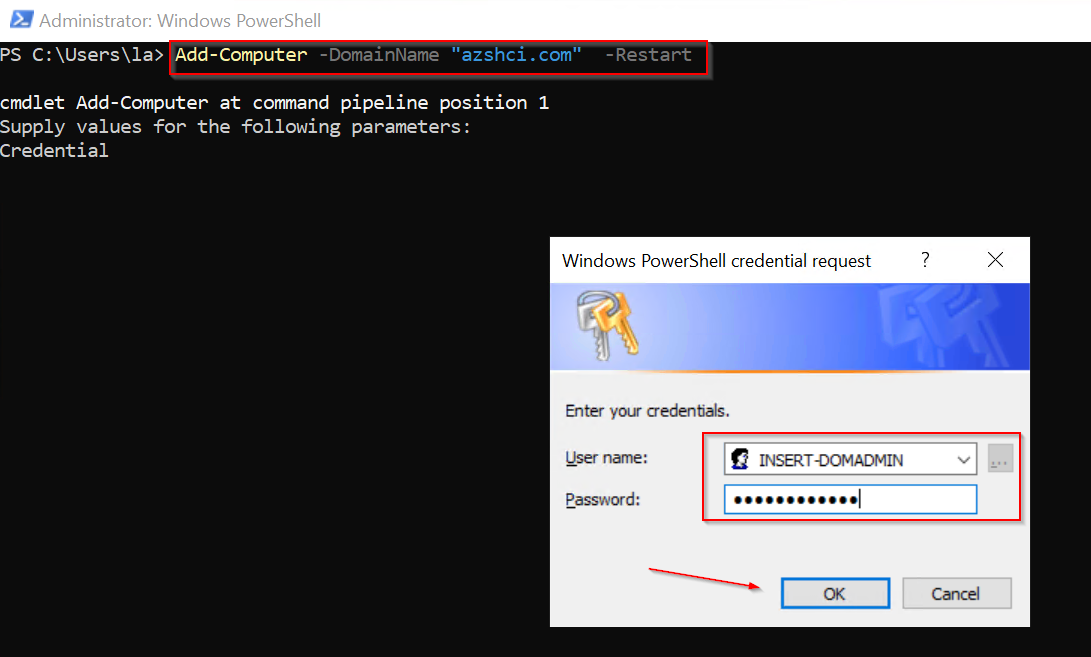 Administrator: Windows PowerShell
PS C:\Users\la> Add-Computer -DomainName "azshci.com"  -Restart
cmdlet Add-Computer at command pipeline position 1
Supply values for the following parameters:
Credential
Windows PowerShell credential request
Enter your credentials.
User name: INSERT-DOMADMIN ...
Password: ●●●●●●●●●●●●
OK Cancel